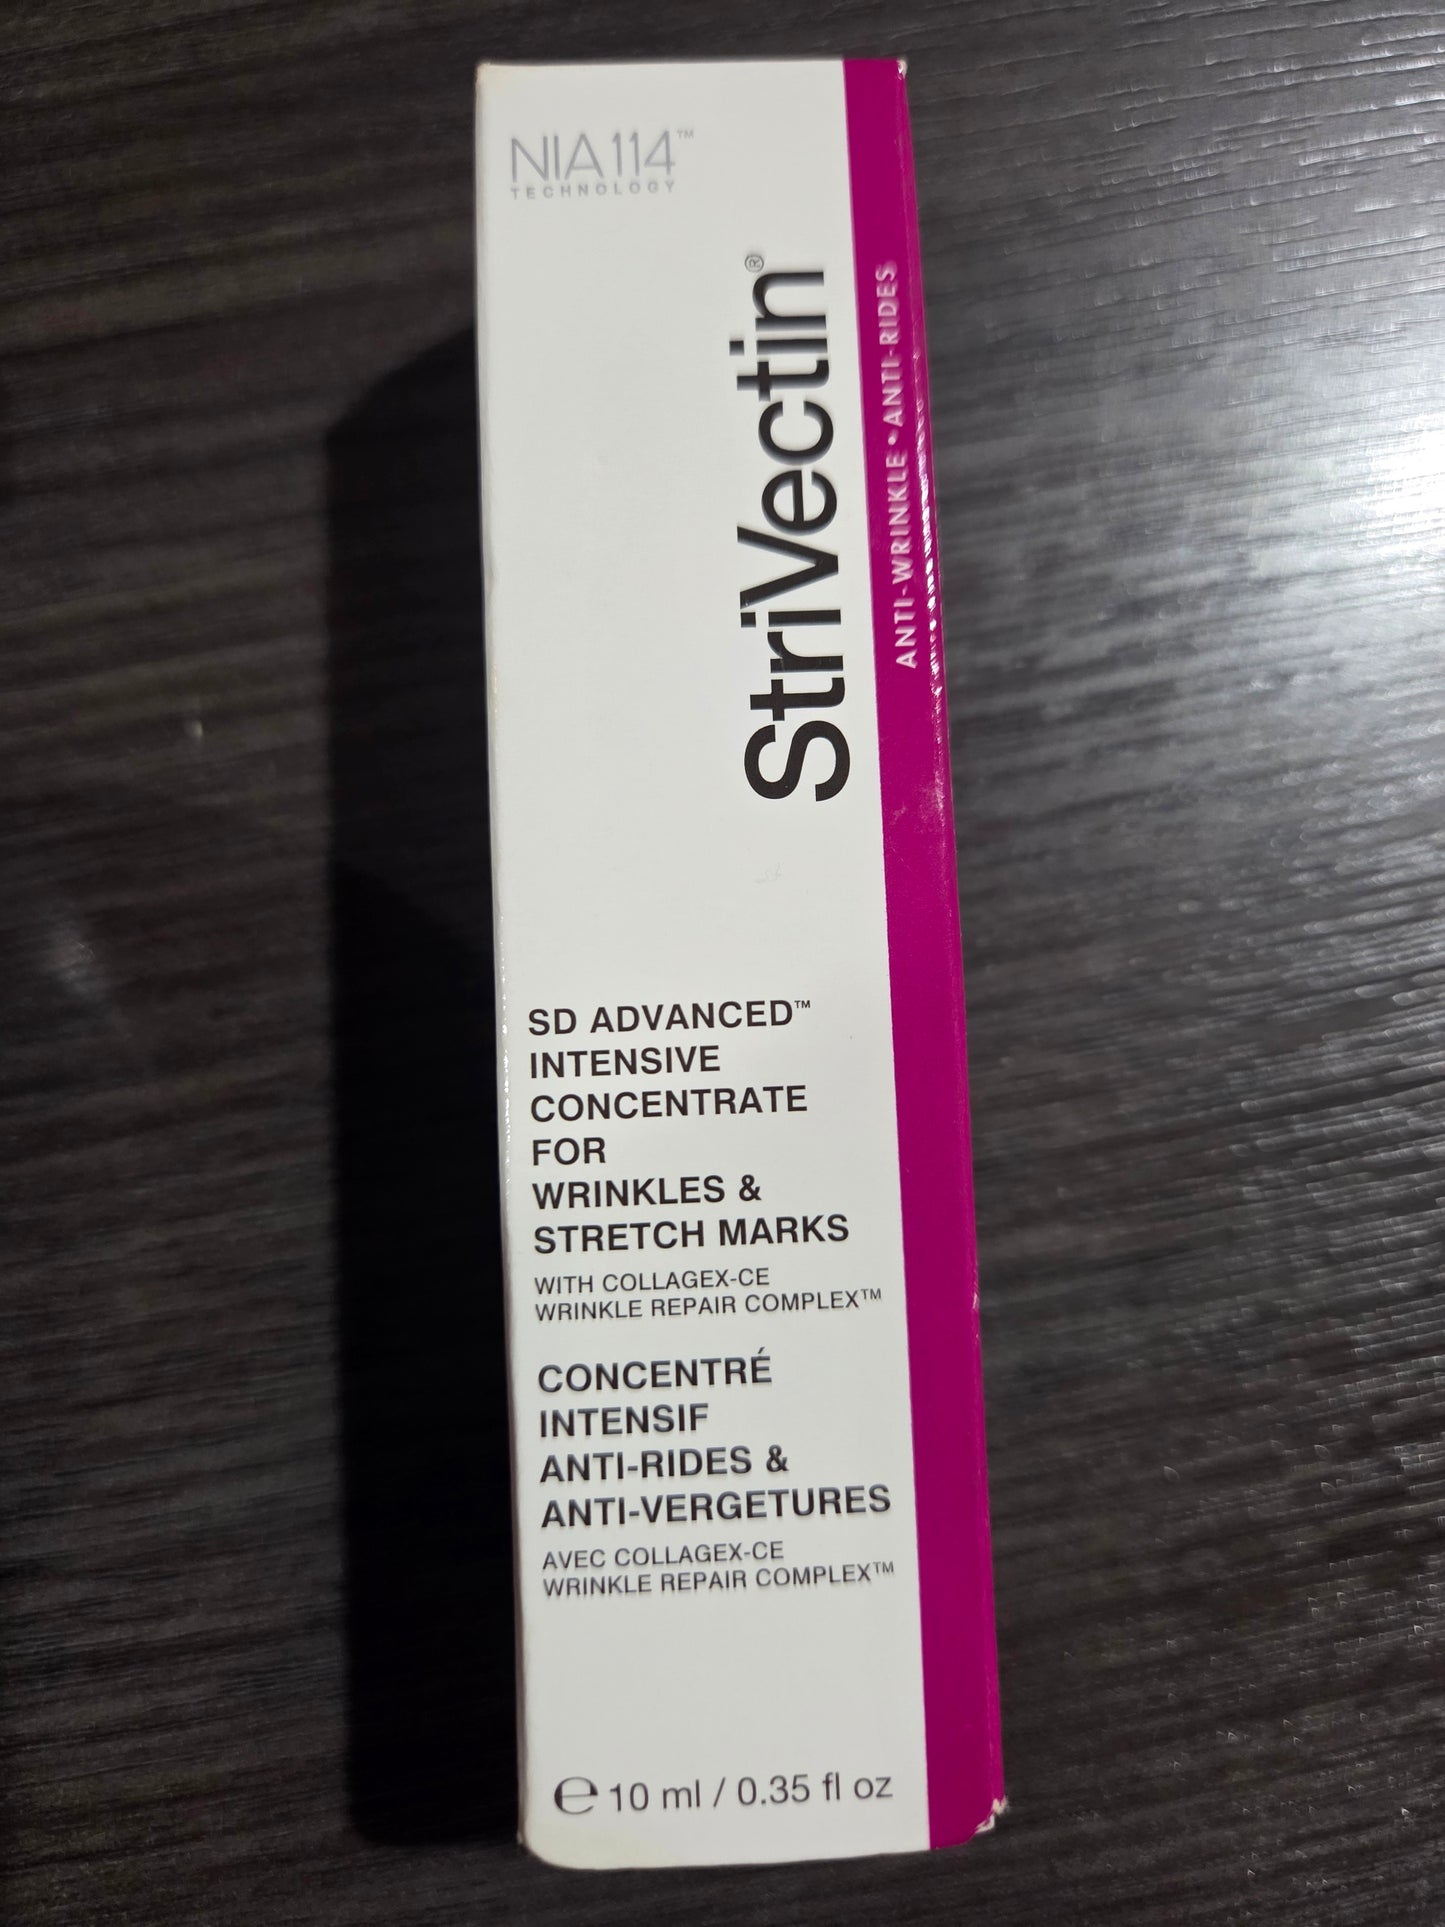 NIA114™
TECHNOLOGY
StriVectin®
ANTI-WRINKLE • ANTI-RIDES
SD ADVANCED™
INTENSIVE
CONCENTRATE
FOR
WRINKLES &
STRETCH MARKS
WITH COLLAGEX-CE
WRINKLE REPAIR COMPLEX™
CONCENTRÉ
INTENSIF
ANTI-RIDES &
ANTI-VERGETURES
AVEC COLLAGEX-CE
WRINKLE REPAIR COMPLEX™
℮ 10 ml / 0.35 fl oz